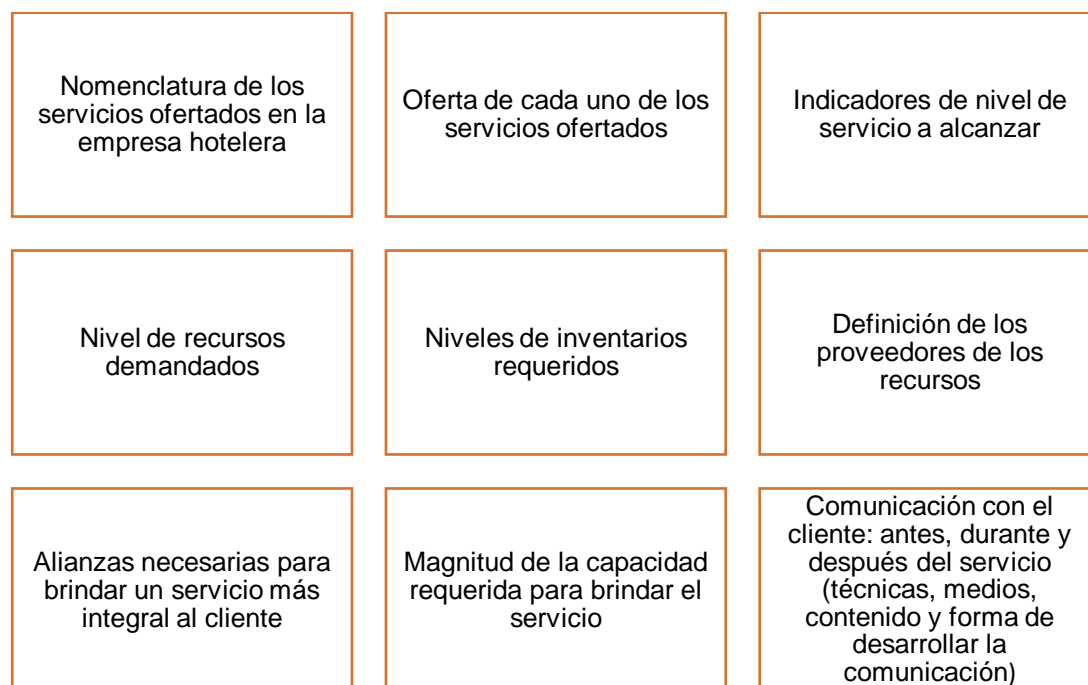 Nomenclatura de los
servicios ofertados en la
empresa hotelera
Oferta de cada uno de los
servicios ofertados
Indicadores de nivel de
servicio a alcanzar
Nivel de recursos
demandados
Niveles de inventarios
requeridos
Definición de los
proveedores de los
recursos
Alianzas necesarias para
brindar un servicio más
integral al cliente
Magnitud de la capacidad
requerida para brindar el
servicio
Comunicación con el
cliente: antes, durante y
después del servicio
(técnicas, medios,
contenido y forma de
desarrollar la
comunicación)